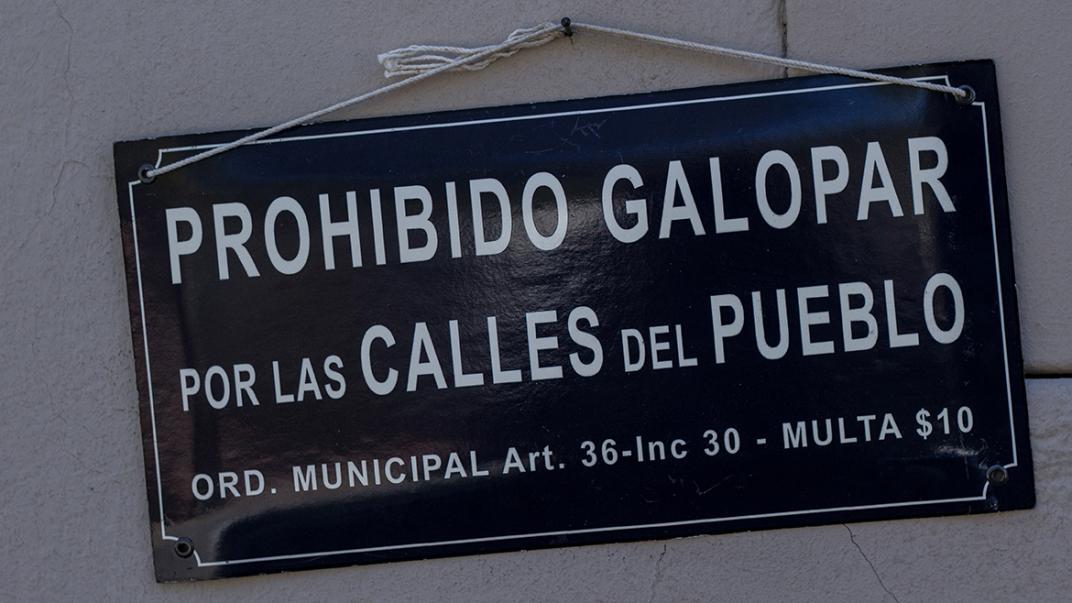 PROHIBIDO GALOPAR
POR LAS CALLES DEL PUEBLO
ORD. MUNICIPAL Art. 36-Inc 30 - MULTA $10